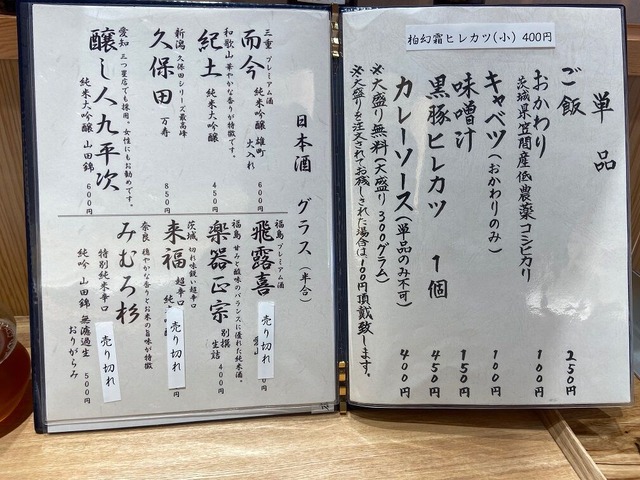 柏幻霜ヒレカツ(小) 400円
単品
ご飯 250円
おかわり 100円
茨城県笠間産低農薬コシヒカリ
キャベツ(おかわりのみ) 100円
味噌汁 150円
黒豚ヒレカツ 1個 450円
カレーソース(単品のみ不可) 400円
※大盛り無料(大盛り300グラム)
※大盛りを注文されてお残しされた場合は、100円頂戴致します。
日本酒 グラス(半合)
三重 プレミアム酒
而今 純米吟醸 雄町 火入れ 600円
和歌山 華やかな香りが特徴です。
紀土 純米大吟醸 450円
新潟 久保田シリーズ最高峰
久保田 万寿 850円
愛知 三つ星店でも採用。女性にもお勧めです。
醸し人九平次 純米大吟醸 山田錦 600円
福島 プレミアム酒
飛露喜 売り切れ 円
福島 甘みと酸味のバランスに優れた純米酒。
楽器正宗 別撰 生詰 400円
茨城 切れ味鋭い超辛口
来福 超辛口 純 売り切れ 円
奈良 穏やかな香りとお米の旨味が特徴
みむろ杉 特別純米辛口 売り切れ
純吟 山田錦 無濾過生 おりがらみ 500円